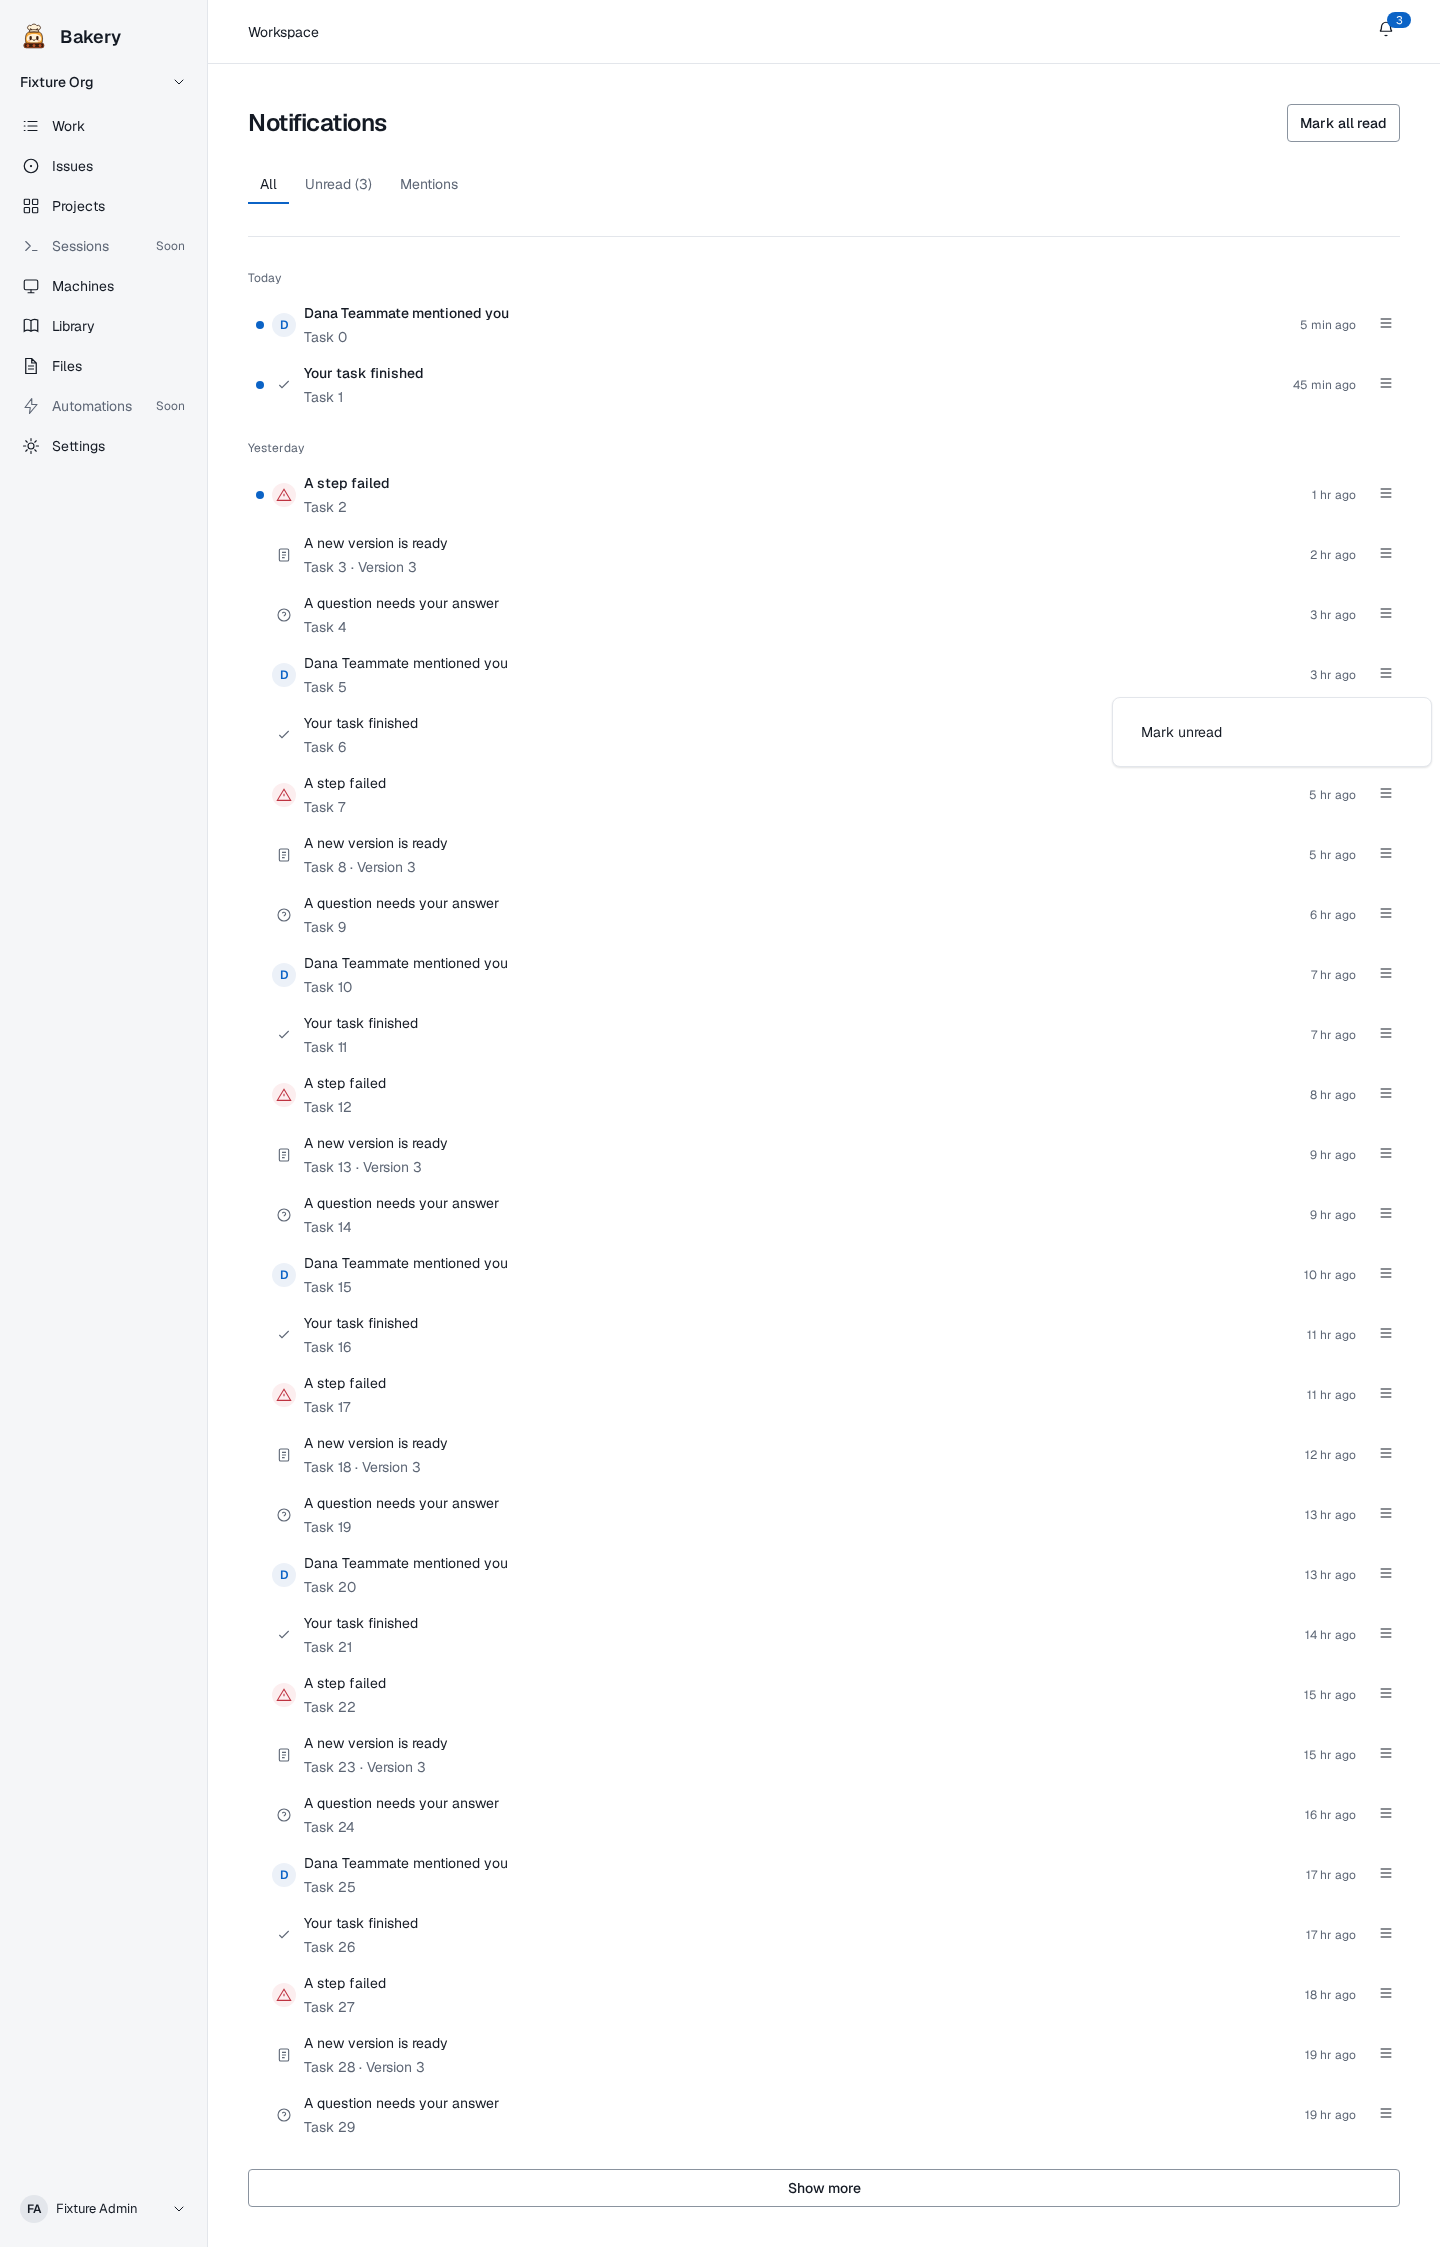 Bakery
Workspace
3
Fixture Org
Work
Issues
Projects
Sessions Soon
Machines
Library
Files
Automations Soon
Settings
FA Fixture Admin
Notifications
Mark all read
All Unread (3) Mentions
Today
D Dana Teammate mentioned you
Task 0
5 min ago
Your task finished
Task 1
45 min ago
Yesterday
A step failed
Task 2
1 hr ago
A new version is ready
Task 3 · Version 3
2 hr ago
A question needs your answer
Task 4
3 hr ago
D Dana Teammate mentioned you
Task 5
3 hr ago
Your task finished
Task 6
Mark unread
A step failed
Task 7
5 hr ago
A new version is ready
Task 8 · Version 3
5 hr ago
A question needs your answer
Task 9
6 hr ago
D Dana Teammate mentioned you
Task 10
7 hr ago
Your task finished
Task 11
7 hr ago
A step failed
Task 12
8 hr ago
A new version is ready
Task 13 · Version 3
9 hr ago
A question needs your answer
Task 14
9 hr ago
D Dana Teammate mentioned you
Task 15
10 hr ago
Your task finished
Task 16
11 hr ago
A step failed
Task 17
11 hr ago
A new version is ready
Task 18 · Version 3
12 hr ago
A question needs your answer
Task 19
13 hr ago
D Dana Teammate mentioned you
Task 20
13 hr ago
Your task finished
Task 21
14 hr ago
A step failed
Task 22
15 hr ago
A new version is ready
Task 23 · Version 3
15 hr ago
A question needs your answer
Task 24
16 hr ago
D Dana Teammate mentioned you
Task 25
17 hr ago
Your task finished
Task 26
17 hr ago
A step failed
Task 27
18 hr ago
A new version is ready
Task 28 · Version 3
19 hr ago
A question needs your answer
Task 29
19 hr ago
Show more